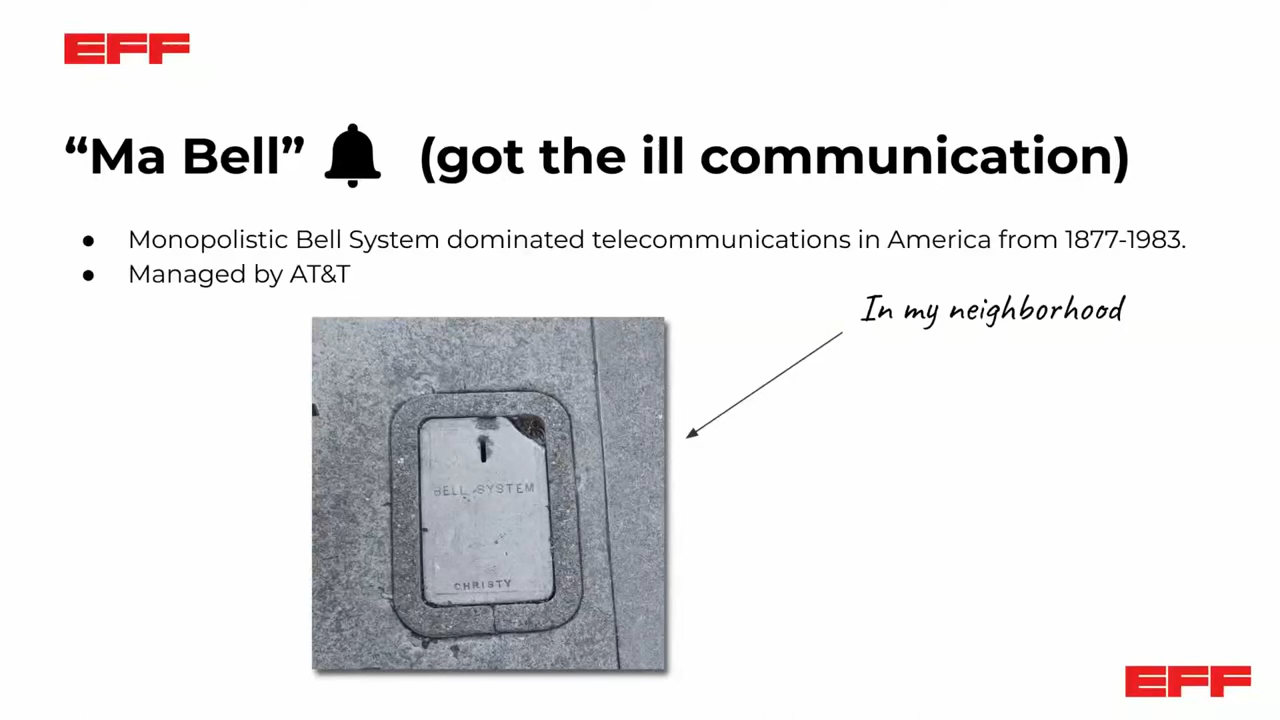 EFF
“Ma Bell” (got the ill communication)
● Monopolistic Bell System dominated telecommunications in America from 1877-1983.
● Managed by AT&T
In my neighborhood
BELL SYSTEM
CHRISTY
EFF